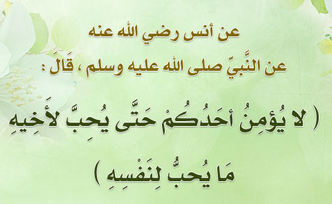 عن أنس رضي الله عنه
عن النَّبيِّ صلى الله عليه وسلم ، قَالَ :
( لا يُؤمِنُ أحَدُكُمْ حَتَّى يُحِبَّ لأَخِيهِ
مَا يُحِبُّ لِنَفْسِهِ )